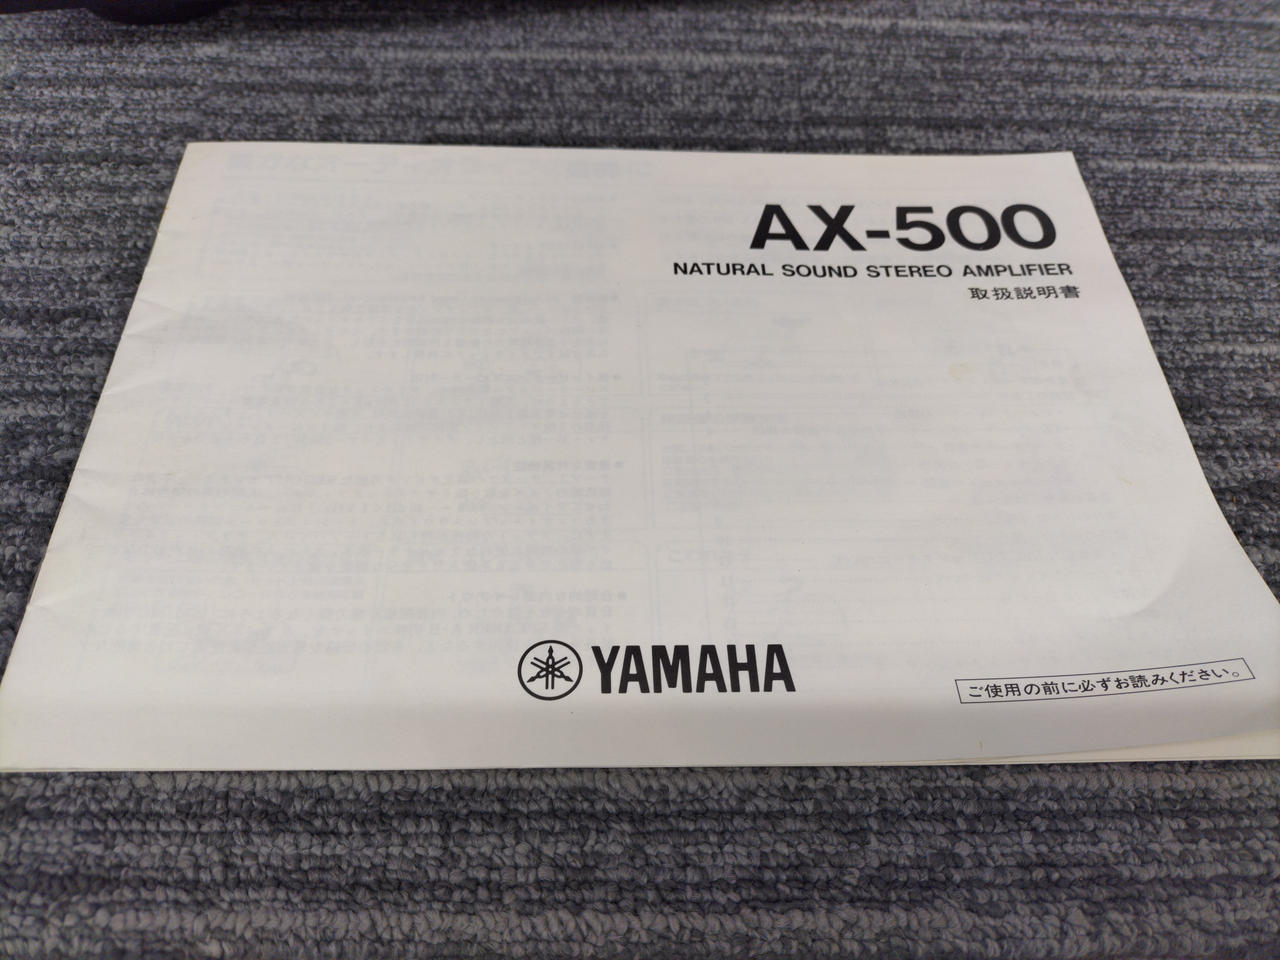 AX-500
NATURAL SOUND STEREO AMPLIFIER
取扱説明書
YAMAHA
ご使用の前に必ずお読みください。